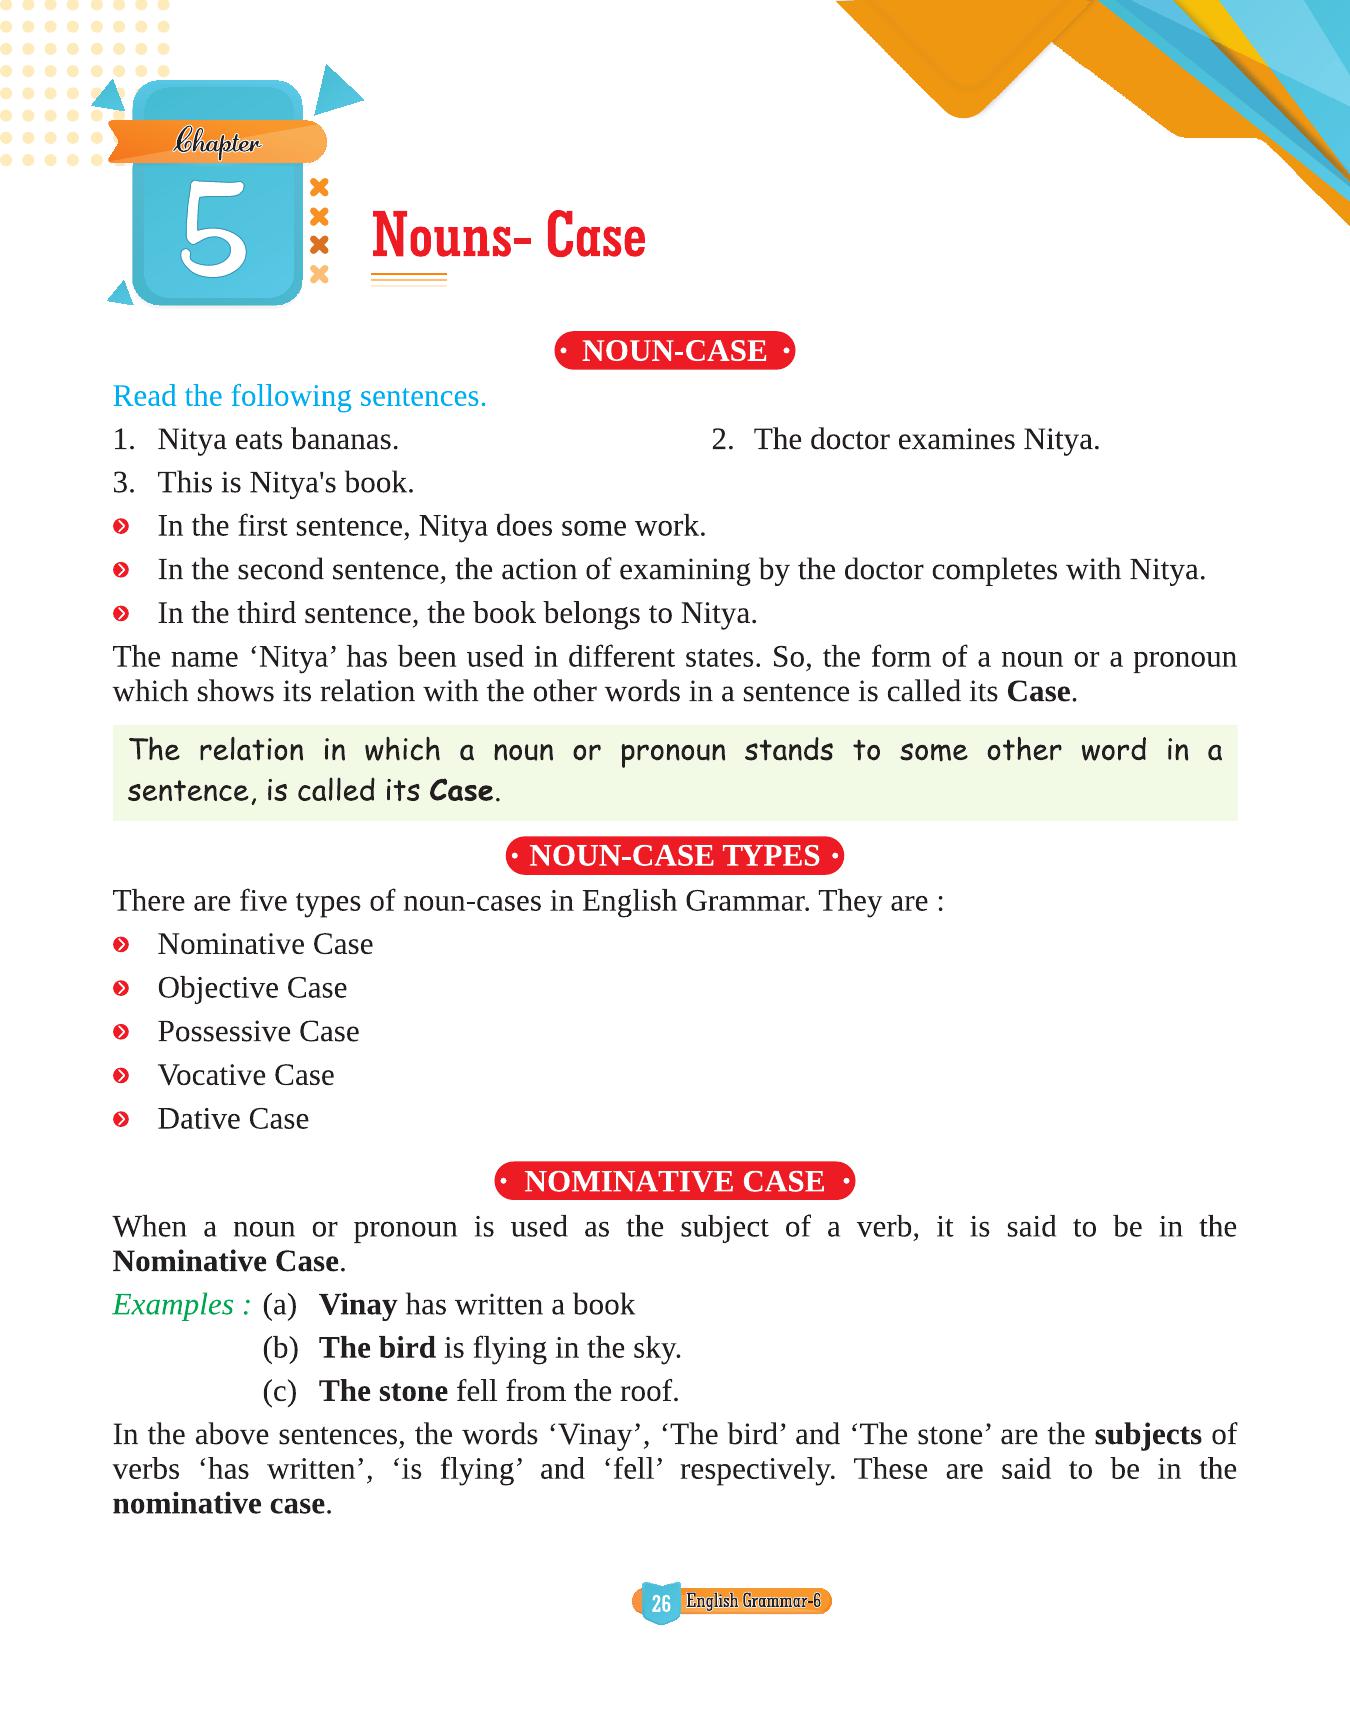 Chapter
5
Nouns- Case
NOUN-CASE
Read the following sentences.
1. Nitya eats bananas. 2. The doctor examines Nitya.
3. This is Nitya's book.
In the first sentence, Nitya does some work.
In the second sentence, the action of examining by the doctor completes with Nitya.
In the third sentence, the book belongs to Nitya.
The name ‘Nitya’ has been used in different states. So, the form of a noun or a pronoun
which shows its relation with the other words in a sentence is called its Case.
The relation in which a noun or pronoun stands to some other word in a
sentence, is called its Case.
NOUN-CASE TYPES
There are five types of noun-cases in English Grammar. They are :
Nominative Case
Objective Case
Possessive Case
Vocative Case
Dative Case
NOMINATIVE CASE
When a noun or pronoun is used as the subject of a verb, it is said to be in the
Nominative Case.
Examples : (a) Vinay has written a book
(b) The bird is flying in the sky.
(c) The stone fell from the roof.
In the above sentences, the words ‘Vinay’, ‘The bird’ and ‘The stone’ are the subjects of
verbs ‘has written’, ‘is flying’ and ‘fell’ respectively. These are said to be in the
nominative case.
26 English Grammar-6